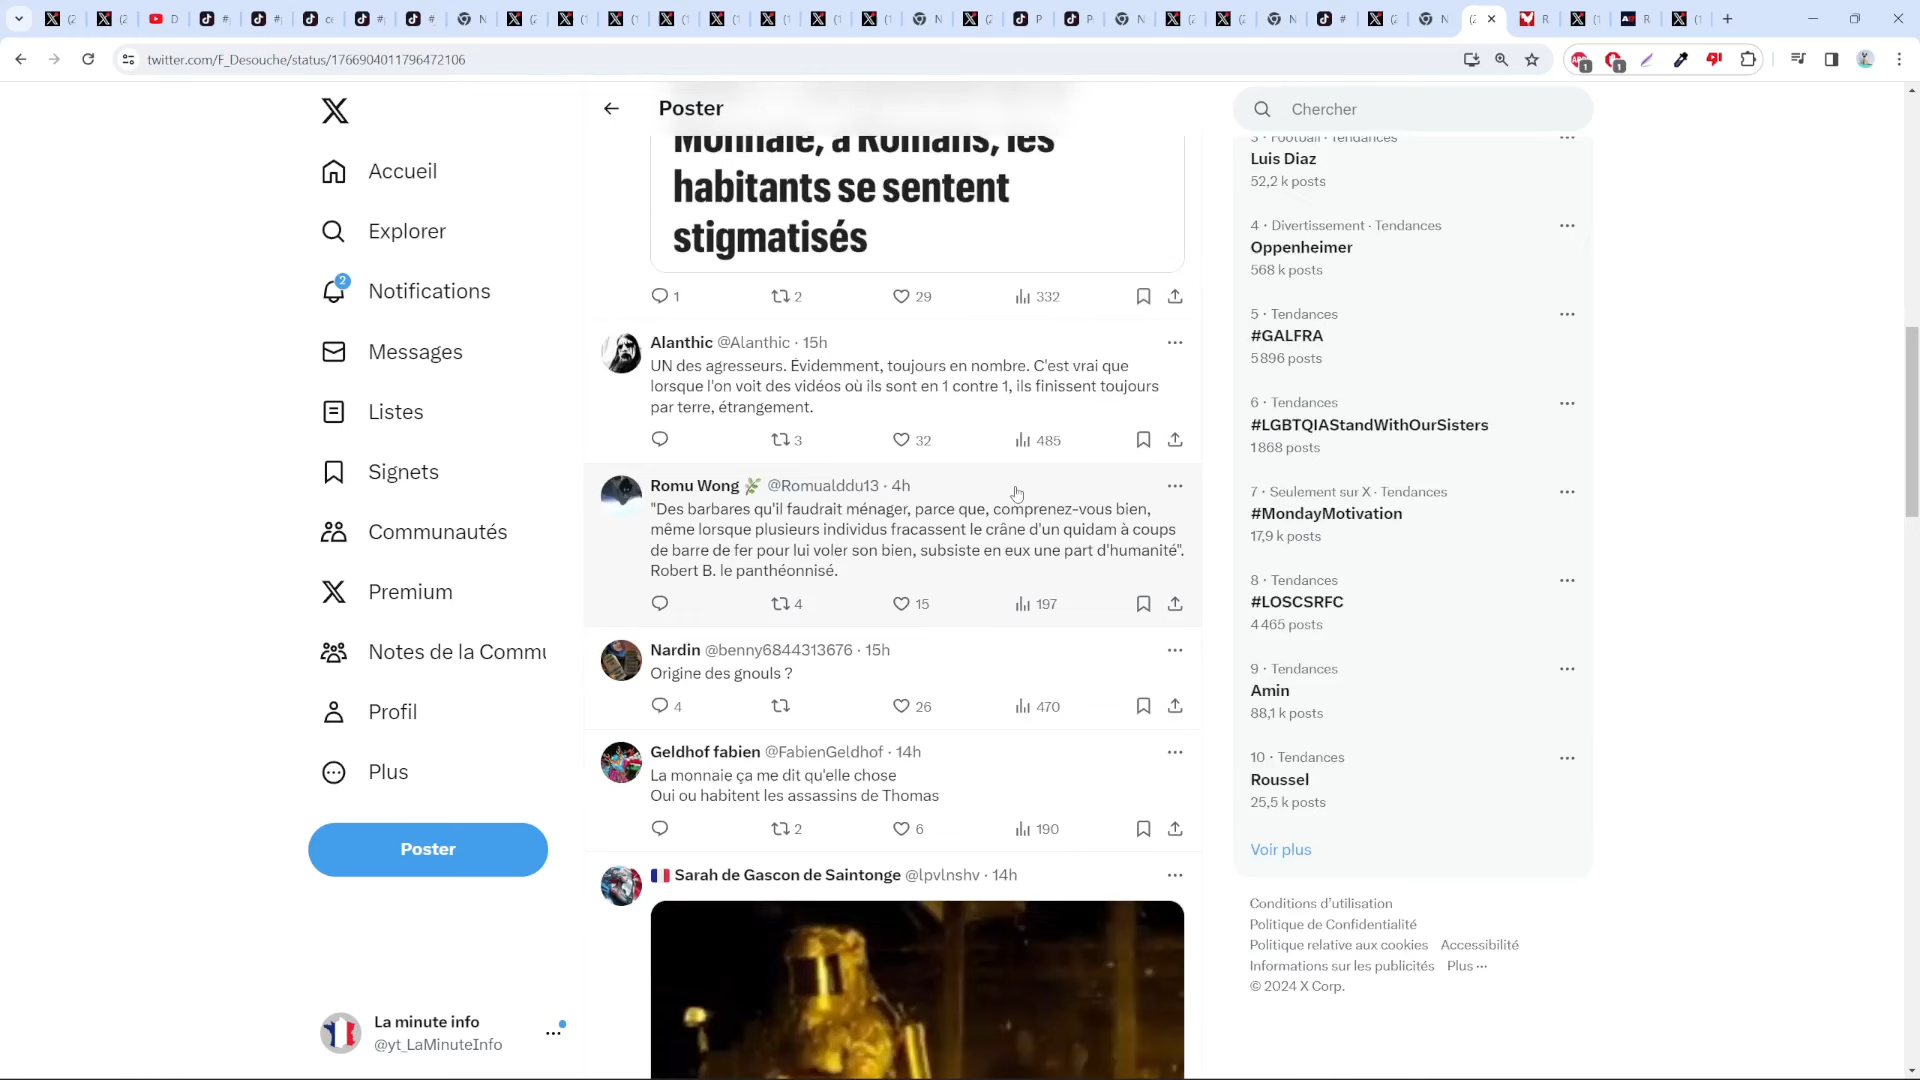 twitter.com/F_Desouche/status/1766904011796472106
Accueil
Explorer
2
Notifications
Messages
Listes
Signets
Communautés
Premium
Notes de la Commu
Profil
Plus
Poster
La minute info
@yt_LaMinuteInfo
Poster
Monnaie, à Romans, les
habitants se sentent
stigmatisés
1 2 29 332
Alanthic @Alanthic · 15h
UN des agresseurs. Évidemment, toujours en nombre. C'est vrai que
lorsque l'on voit des vidéos où ils sont en 1 contre 1, ils finissent toujours
par terre, étrangement.
3 32 485
Romu Wong @Romualddu13 · 4h
"Des barbares qu'il faudrait ménager, parce que, comprenez-vous bien,
même lorsque plusieurs individus fracassent le crâne d'un quidam à coups
de barre de fer pour lui voler son bien, subsiste en eux une part d'humanité".
Robert B. le panthéonnisé.
4 15 197
Nardin @benny6844313676 · 15h
Origine des gnouls ?
4 26 470
Geldhof fabien @FabienGeldhof · 14h
La monnaie ça me dit qu'elle chose
Oui ou habitent les assassins de Thomas
2 6 190
Sarah de Gascon de Saintonge @lpvlnshv · 14h
Chercher
3 · Football · Tendances
Luis Diaz
52,2 k posts
4 · Divertissement · Tendances
Oppenheimer
568 k posts
5 · Tendances
#GALFRA
5 896 posts
6 · Tendances
#LGBTQIAStandWithOurSisters
1 868 posts
7 · Seulement sur X · Tendances
#MondayMotivation
17,9 k posts
8 · Tendances
#LOSCSRFC
4 465 posts
9 · Tendances
Amin
88,1 k posts
10 · Tendances
Roussel
25,5 k posts
Voir plus
Conditions d'utilisation
Politique de Confidentialité
Politique relative aux cookies Accessibilité
Informations sur les publicités Plus ···
© 2024 X Corp.